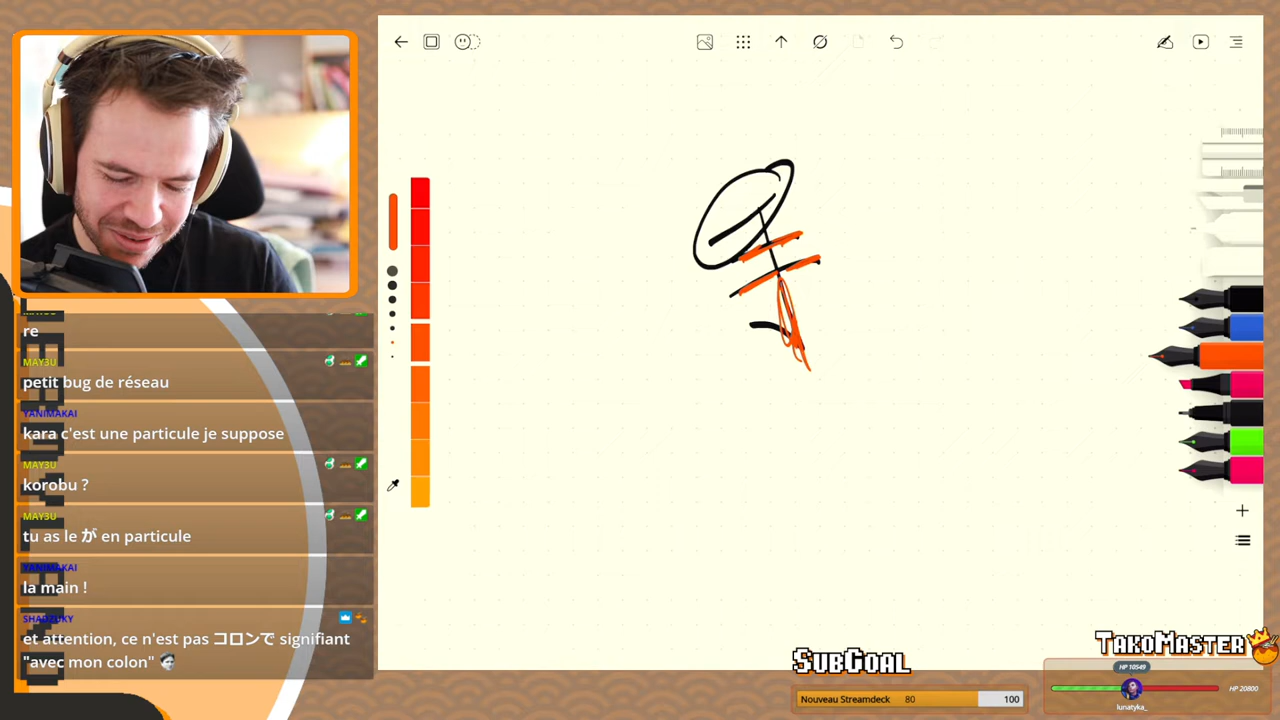 MAY3U
re
MAY3U
petit bug de réseau
YANIMAKAI
kara c'est une particule je suppose
MAY3U
korobu ?
MAY3U
tu as le が en particule
YANIMAKAI
la main !
SHADZUKY
et attention, ce n'est pas コロンで signifiant
"avec mon colon"
TAKOMASTER
SUBGOAL
HP 10549
HP 20800
lunatyka_
Nouveau Streamdeck 80 100